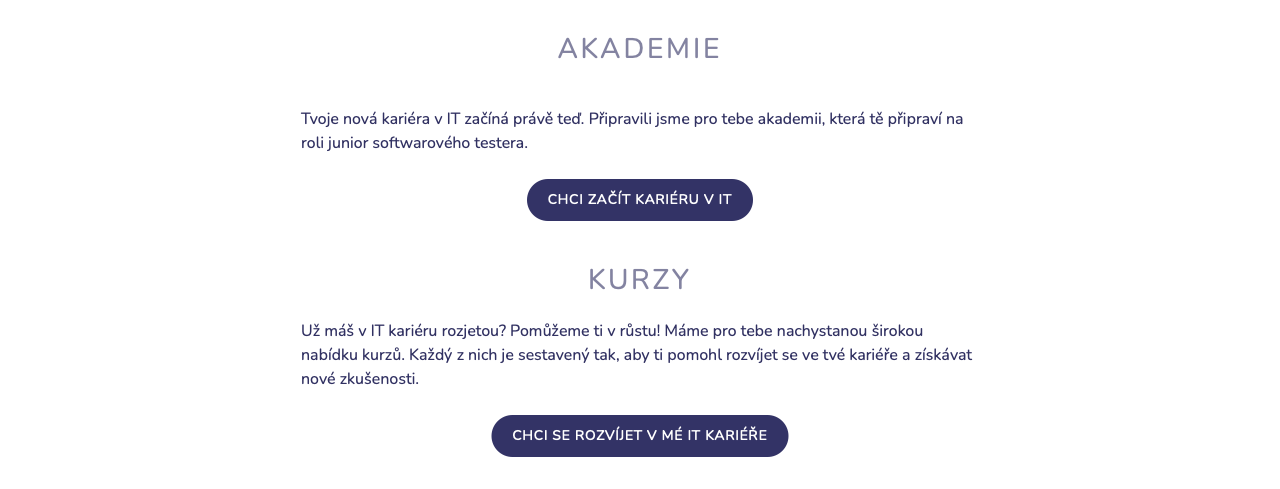 AKADEMIE
Tvoje nová kariéra v IT začíná právě teď. Připravili jsme pro tebe akademii, která tě připraví na
roli junior softwarového testera.
CHCI ZAČÍT KARIÉRU V IT
KURZY
Už máš v IT kariéru rozjetou? Pomůžeme ti v růstu! Máme pro tebe nachystanou širokou
nabídku kurzů. Každý z nich je sestavený tak, aby ti pomohl rozvíjet se ve tvé kariéře a získávat
nové zkušenosti.
CHCI SE ROZVÍJET V MÉ IT KARIÉŘE